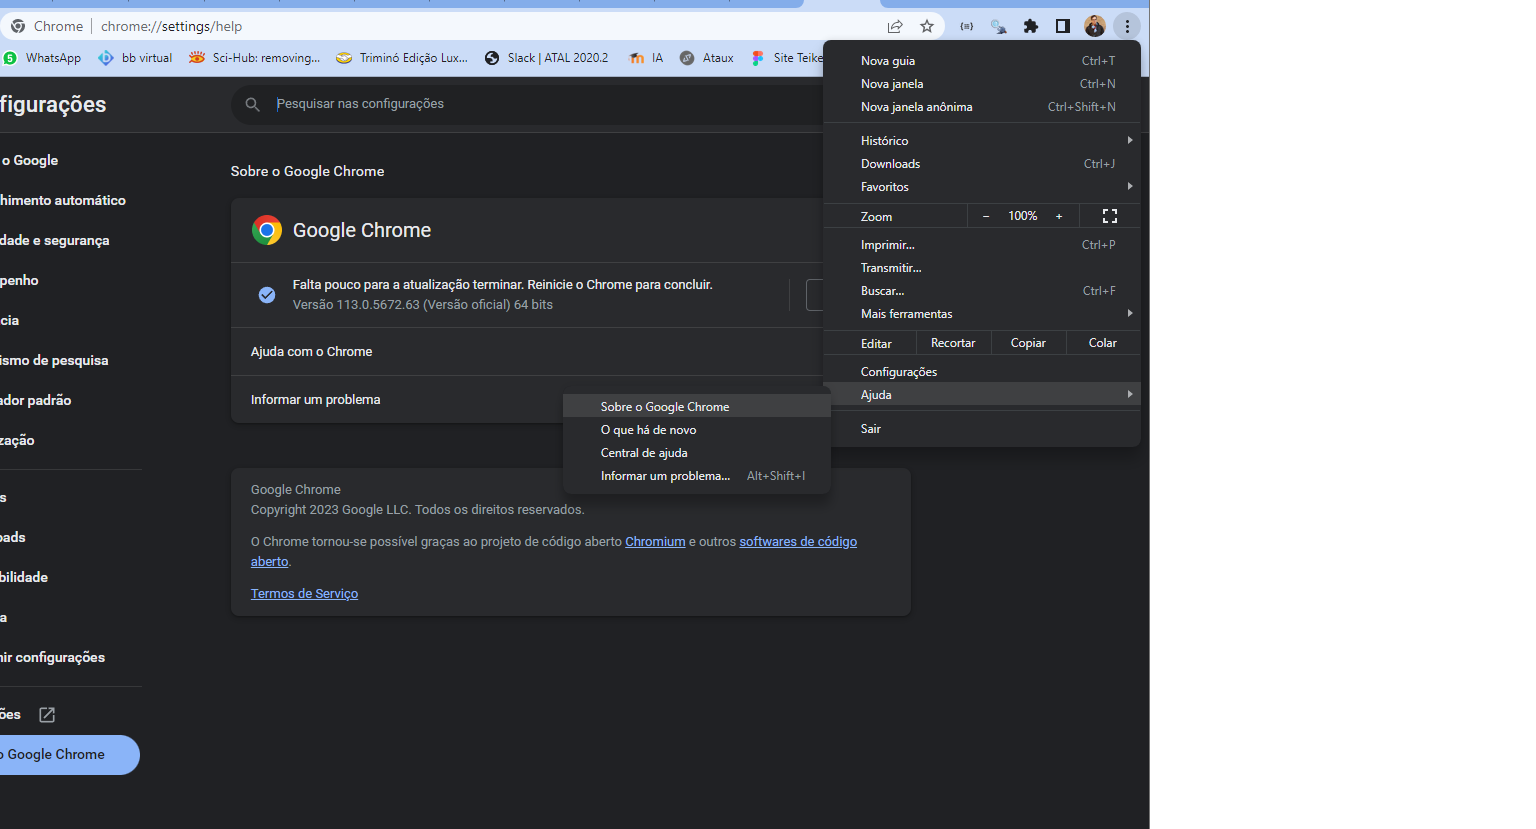 Chrome
chrome://settings/help
WhatsApp
bb virtual
Sci-Hub: removing...
Triminó Edição Lux...
Slack | ATAL 2020.2
IA
Ataux
Site Teike
figurações
Pesquisar nas configurações
o Google
himento automático
dade e segurança
penho
cia
ismo de pesquisa
ador padrão
zação
s
oads
bilidade
a
nir configurações
ões
o Google Chrome
Sobre o Google Chrome
Google Chrome
Falta pouco para a atualização terminar. Reinicie o Chrome para concluir.
Versão 113.0.5672.63 (Versão oficial) 64 bits
Ajuda com o Chrome
Informar um problema
Google Chrome
Copyright 2023 Google LLC. Todos os direitos reservados.
O Chrome tornou-se possível graças ao projeto de código aberto Chromium e outros softwares de código
aberto.
Termos de Serviço
Nova guia Ctrl+T
Nova janela Ctrl+N
Nova janela anônima Ctrl+Shift+N
Histórico
Downloads Ctrl+J
Favoritos
Zoom − 100% +
Imprimir... Ctrl+P
Transmitir...
Buscar... Ctrl+F
Mais ferramentas
Editar Recortar Copiar Colar
Configurações
Ajuda
Sair
Sobre o Google Chrome
O que há de novo
Central de ajuda
Informar um problema... Alt+Shift+I